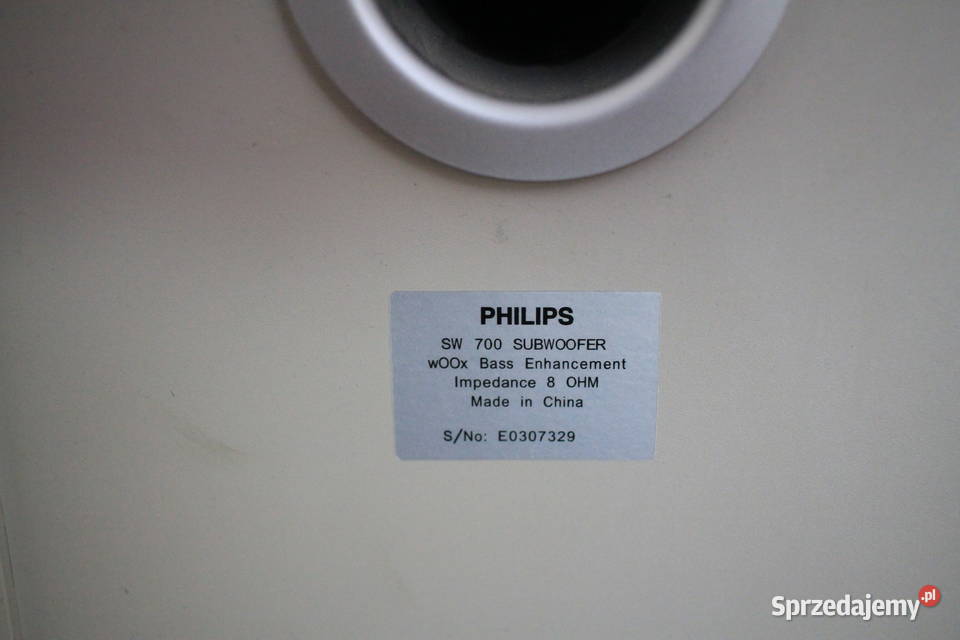 PHILIPS
SW 700 SUBWOOFER
wOOx Bass Enhancement
Impedance 8 OHM
Made in China
S/No: E0307329
Sprzedajemy.pl